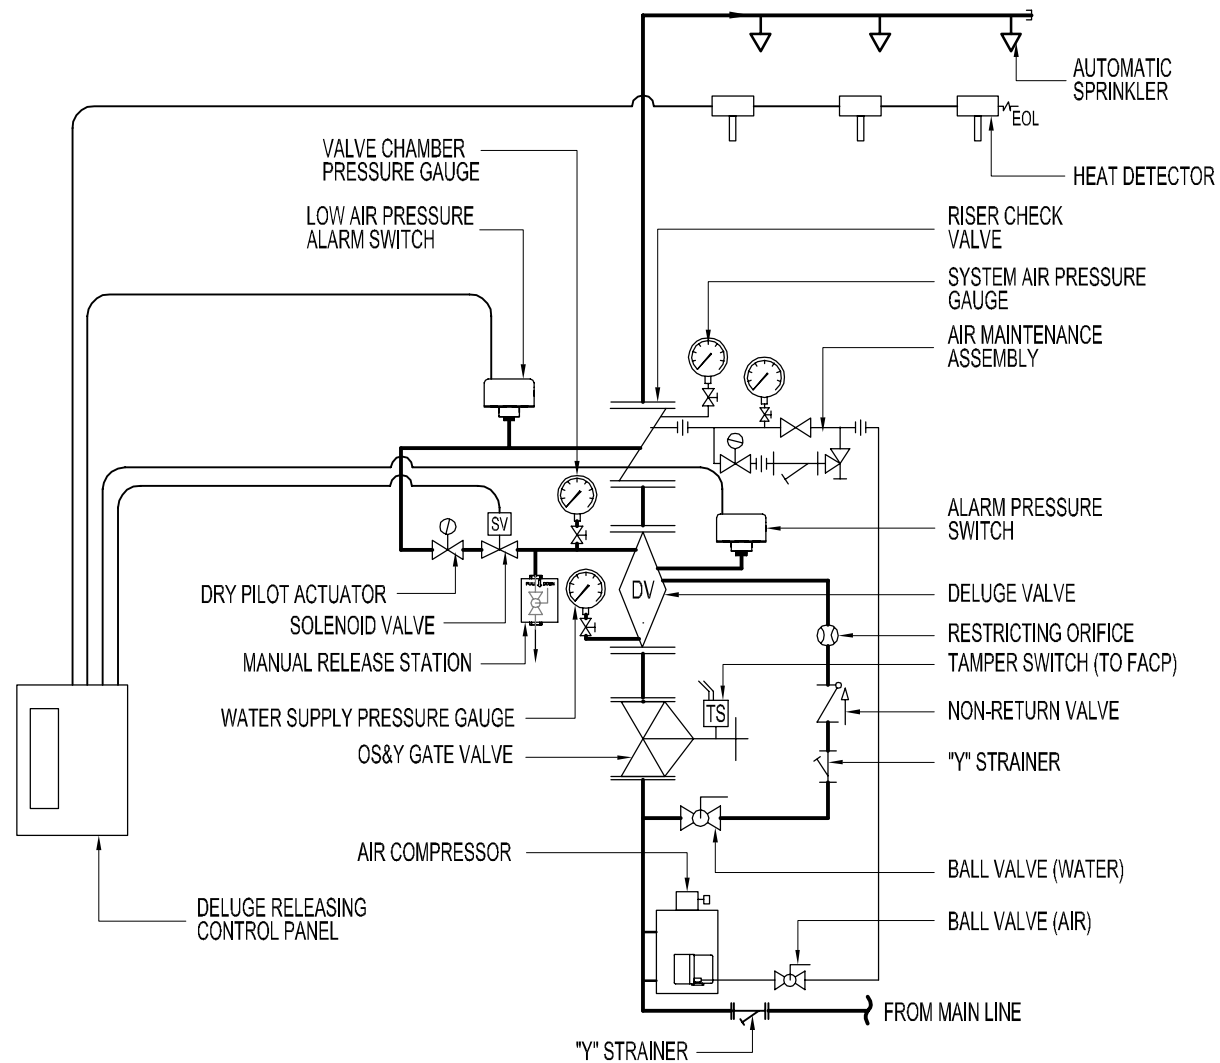 AUTOMATIC
SPRINKLER
EOL
VALVE CHAMBER
PRESSURE GAUGE
HEAT DETECTOR
LOW AIR PRESSURE
ALARM SWITCH
RISER CHECK
VALVE
SYSTEM AIR PRESSURE
GAUGE
AIR MAINTENANCE
ASSEMBLY
ALARM PRESSURE
SWITCH
SV
DRY PILOT ACTUATOR
DV
DELUGE VALVE
SOLENOID VALVE
RESTRICTING ORIFICE
MANUAL RELEASE STATION
TAMPER SWITCH (TO FACP)
WATER SUPPLY PRESSURE GAUGE
TS
NON-RETURN VALVE
OS&Y GATE VALVE
"Y" STRAINER
AIR COMPRESSOR
BALL VALVE (WATER)
DELUGE RELEASING
CONTROL PANEL
BALL VALVE (AIR)
FROM MAIN LINE
"Y" STRAINER